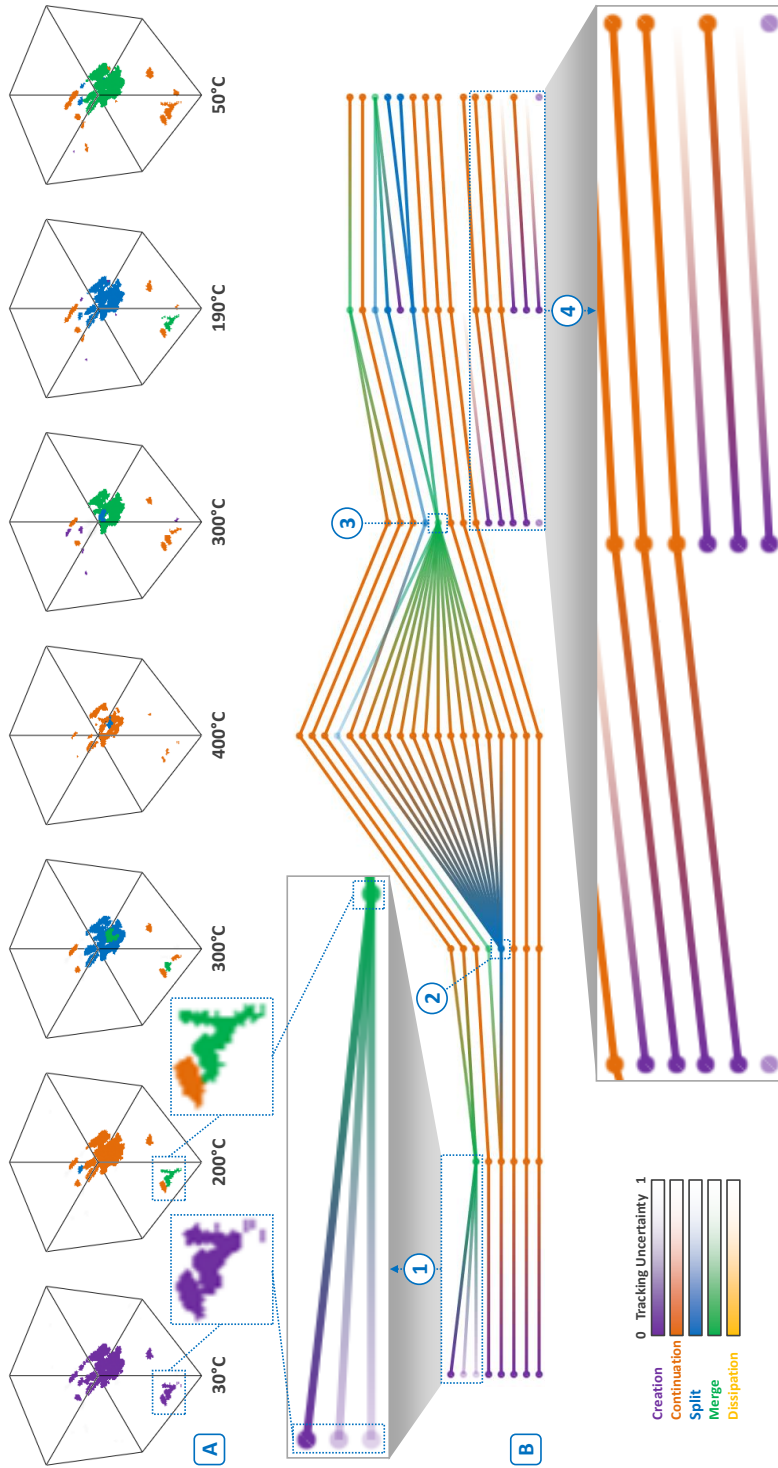 A
30°C
200°C
300°C
400°C
300°C
190°C
50°C
B
1
2
3
4
0 Tracking Uncertainty 1
Creation
Continuation
Split
Merge
Dissipation